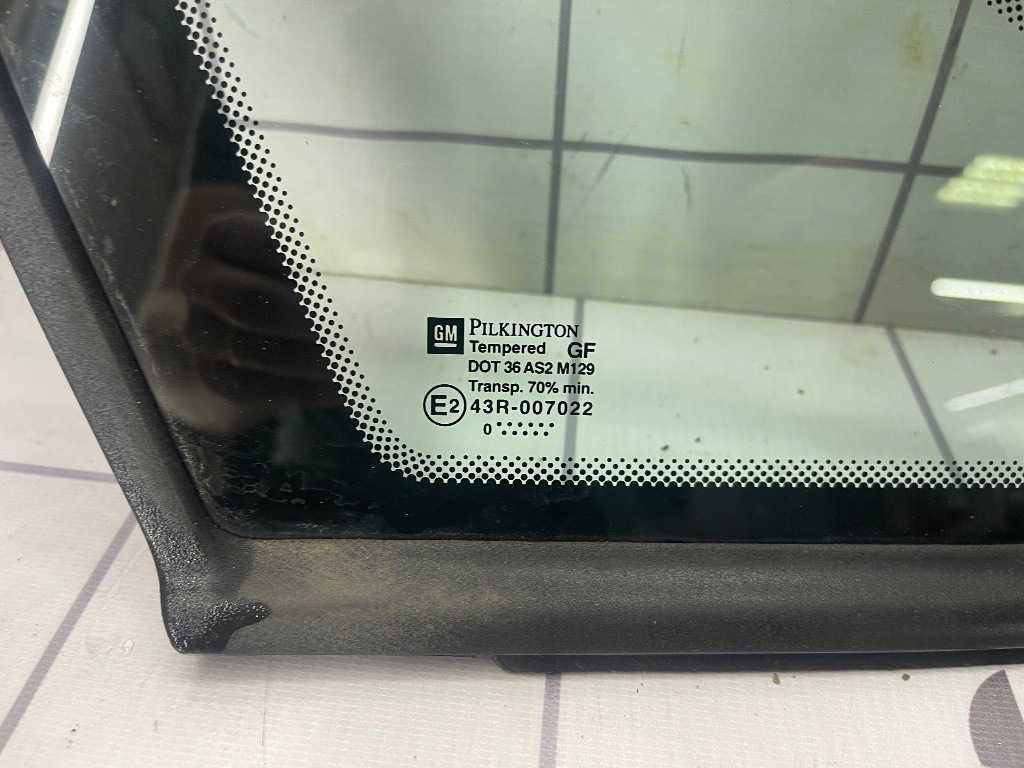 GM PILKINGTON
Tempered GF
DOT 36 AS2 M129
Transp. 70% min.
E2 43R-007022
0